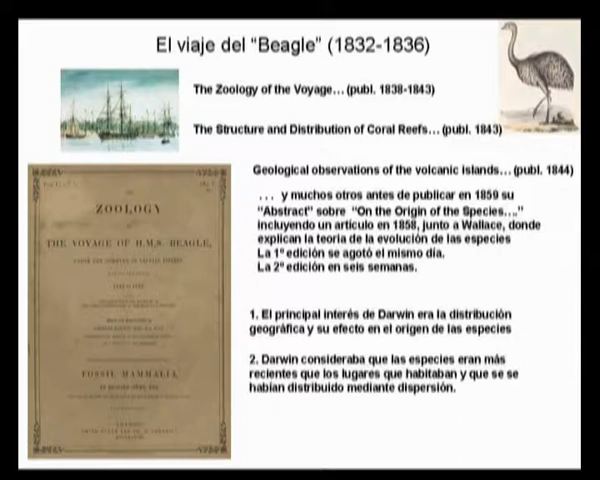 El viaje del "Beagle" (1832-1836)
The Zoology of the Voyage... (publ. 1838-1843)
The Structure and Distribution of Coral Reefs... (publ. 1843)
Geological observations of the volcanic islands... (publ. 1844)
... y muchos otros antes de publicar en 1859 su
"Abstract" sobre "On the Origin of the Species..."
incluyendo un artículo en 1858, junto a Wallace, donde
explican la teoría de la evolución de las especies
La 1ª edición se agotó el mismo día.
La 2ª edición en seis semanas.
1. El principal interés de Darwin era la distribución
geográfica y su efecto en el origen de las especies
2. Darwin consideraba que las especies eran más
recientes que los lugares que habitaban y que se se
habían distribuido mediante dispersión.
ZOOLOGY
THE VOYAGE OF H.M.S. BEAGLE,
FOSSIL MAMMALIA,